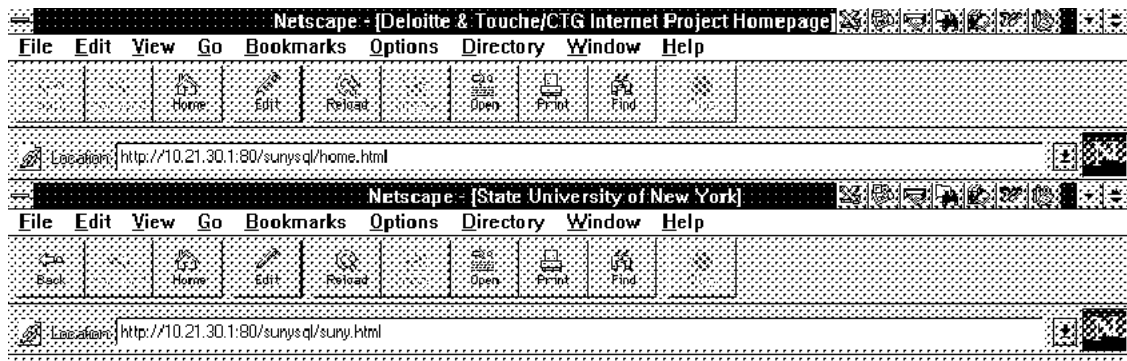 Netscape - [Deloitte & Touche/CTG Internet Project Homepage]
File Edit View Go Bookmarks Options Directory Window Help
Home Edit Reload Open Print Find
Location: http://10.21.30.1:80/sunysql/home.html
Netscape - [State University of New York]
File Edit View Go Bookmarks Options Directory Window Help
Back Home Edit Reload Open Print Find
Location: http://10.21.30.1:80/sunysql/suny.html